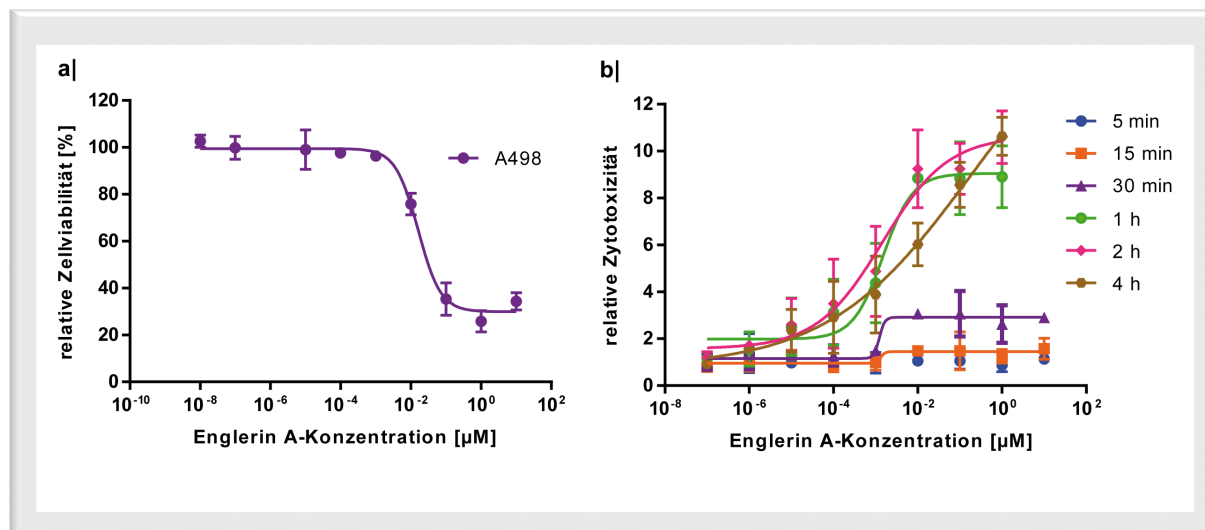 a|
120
100
80
60
40
20
0
relative Zellviabilität [%]
A498
10⁻¹⁰ 10⁻⁸ 10⁻⁶ 10⁻⁴ 10⁻² 10⁰ 10²
Englerin A-Konzentration [µM]
b|
12
10
8
6
4
2
0
relative Zytotoxizität
10⁻⁸ 10⁻⁶ 10⁻⁴ 10⁻² 10⁰ 10²
Englerin A-Konzentration [µM]
5 min
15 min
30 min
1 h
2 h
4 h